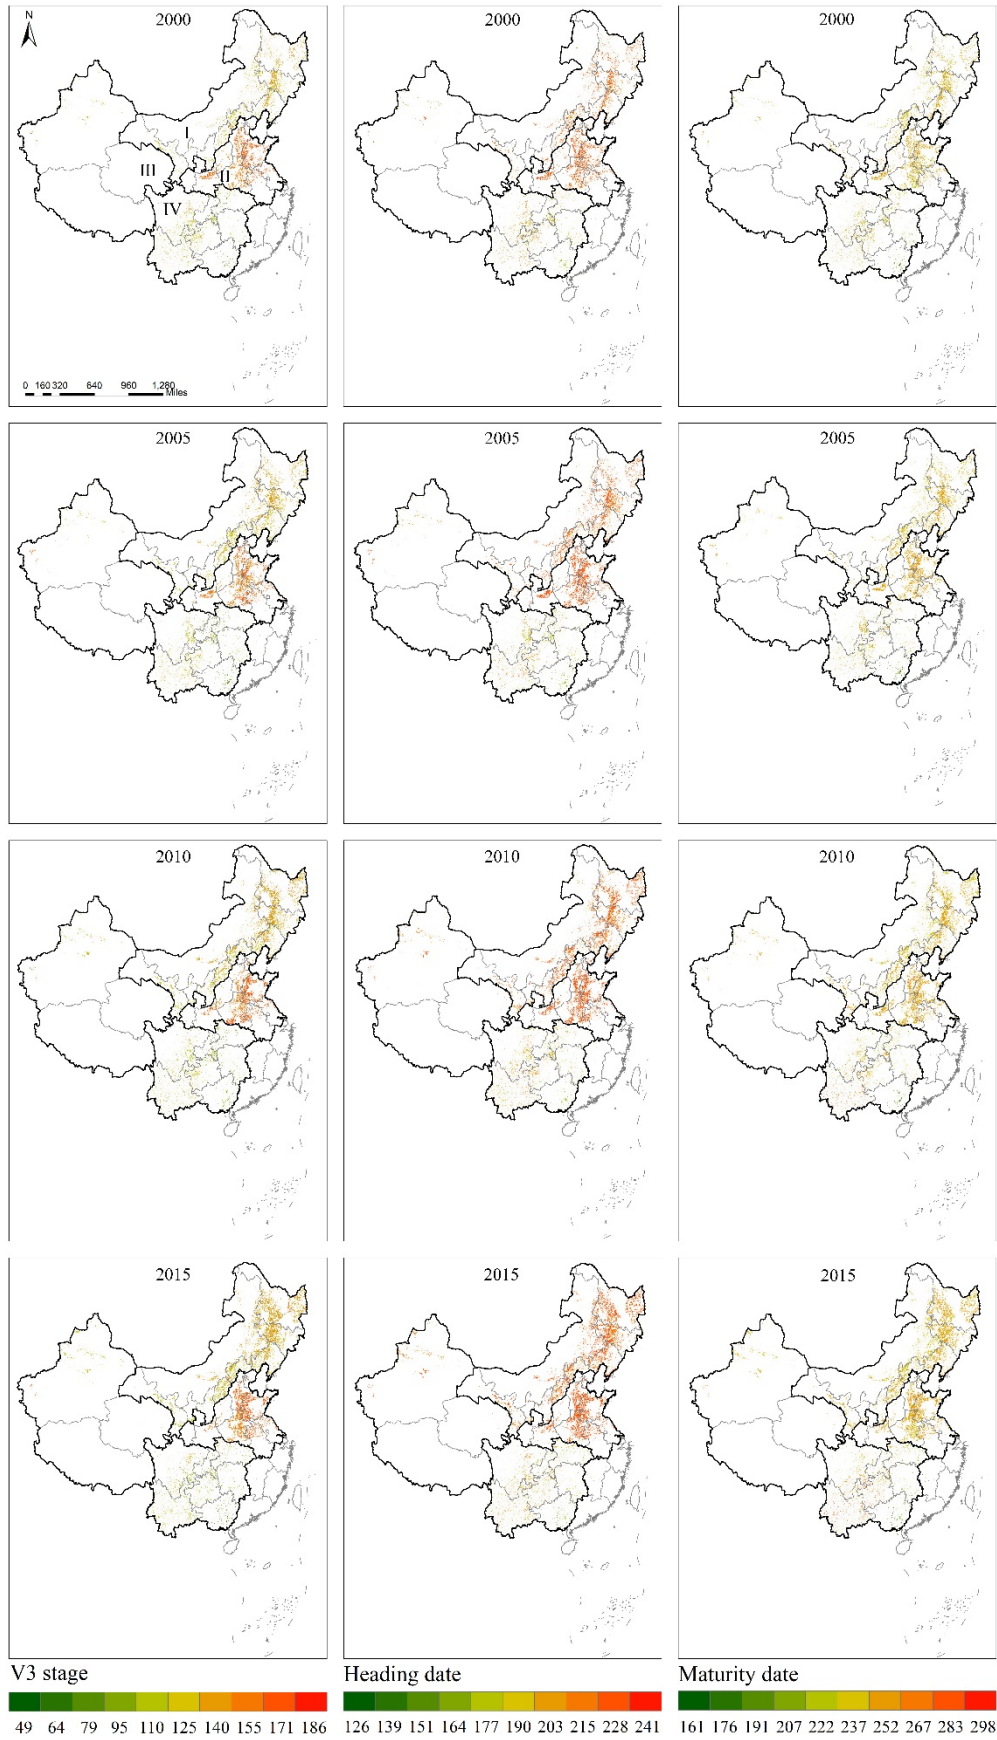 N
2000
2000
2000
I
II
III
IV
0 160 320 640 960 1,280
Miles
2005
2005
2005
2010
2010
2010
2015
2015
2015
V3 stage
49 64 79 95 110 125 140 155 171 186
Heading date
126 139 151 164 177 190 203 215 228 241
Maturity date
161 176 191 207 222 237 252 267 283 298